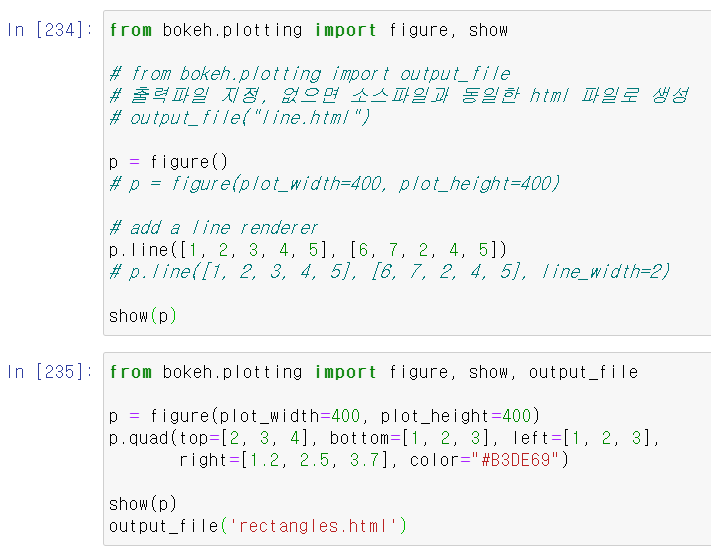 In [234]: from bokeh.plotting import figure, show
# from bokeh.plotting import output_file
# 출력파일 지정, 없으면 소스파일과 동일한 html 파일로 생성
# output_file("line.html")
p = figure()
# p = figure(plot_width=400, plot_height=400)
# add a line renderer
p.line([1, 2, 3, 4, 5], [6, 7, 2, 4, 5])
# p.line([1, 2, 3, 4, 5], [6, 7, 2, 4, 5], line_width=2)
show(p)
In [235]: from bokeh.plotting import figure, show, output_file
p = figure(plot_width=400, plot_height=400)
p.quad(top=[2, 3, 4], bottom=[1, 2, 3], left=[1, 2, 3],
right=[1.2, 2.5, 3.7], color="#B3DE69")
show(p)
output_file('rectangles.html')